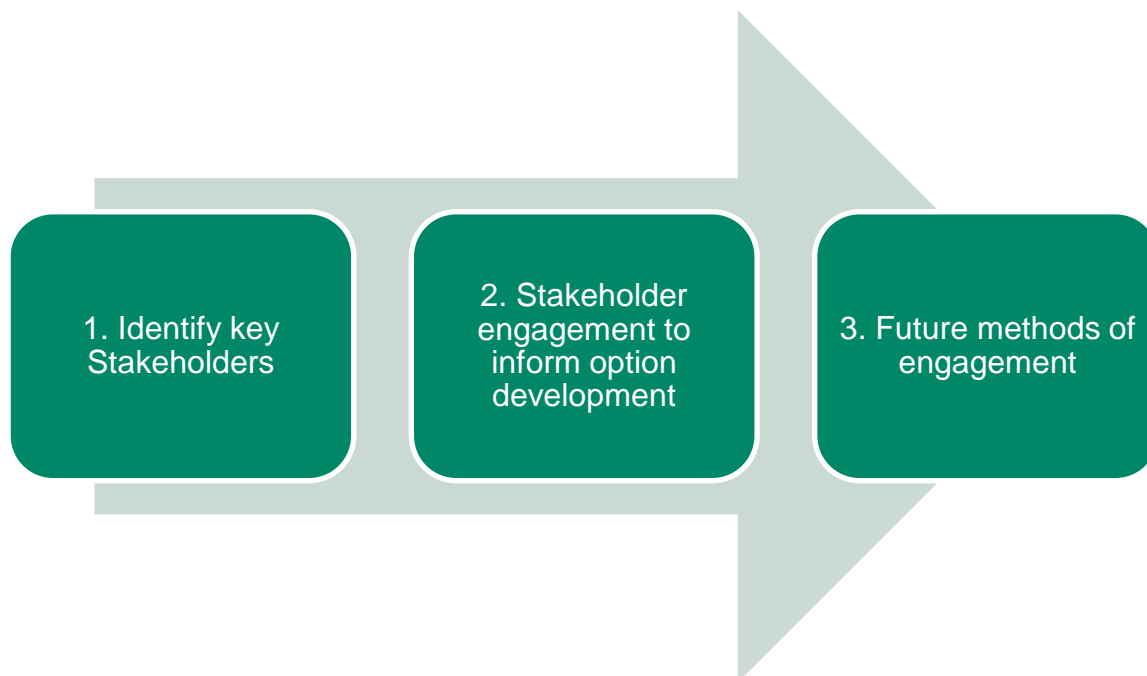 1. Identify key
Stakeholders
2. Stakeholder
engagement to
inform option
development
3. Future methods of
engagement